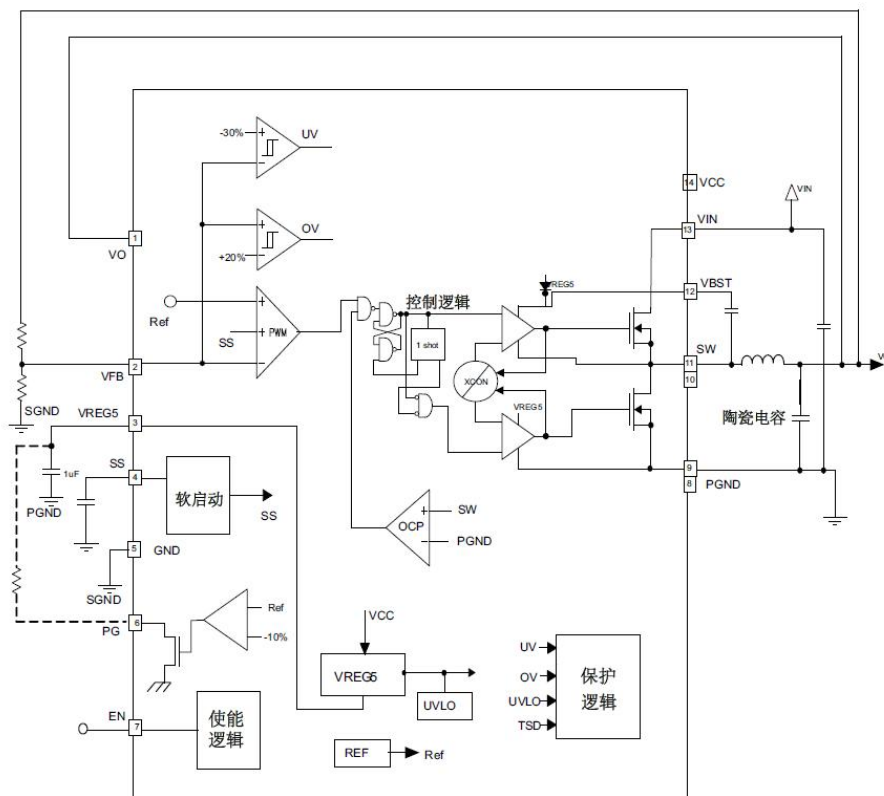 -30%
UV
14
VCC
VIN
VIN
13
1
VO
OV
+20%
VREG5
VBST
12
控制逻辑
Ref
SS
PWM
1 shot
2
VFB
XCON
SW
11
10
SGND
VREG5
3
VREG5
陶瓷电容
1uF
SS
4
PGND
软启动
SS
9
8
PGND
SW
OCP
PGND
5
GND
SGND
6
PG
Ref
-10%
VCC
VREG5
UVLO
UV
OV
UVLO
TSD
保护
逻辑
EN
7
使能
逻辑
REF
Ref